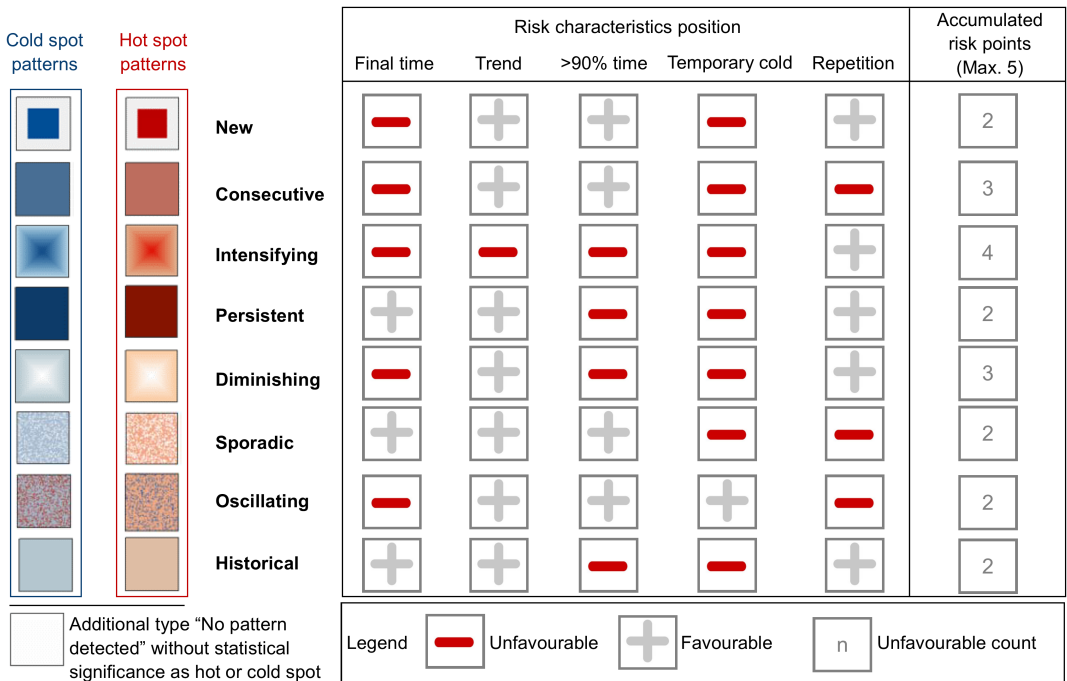 Cold spot
patterns
Hot spot
patterns
Risk characteristics position
Accumulated
risk points
(Max. 5)
Final time Trend >90% time Temporary cold Repetition
New 2
Consecutive 3
Intensifying 4
Persistent 2
Diminishing 3
Sporadic 2
Oscillating 2
Historical 2
Additional type “No pattern
detected” without statistical
significance as hot or cold spot
Legend Unfavourable Favourable n Unfavourable count